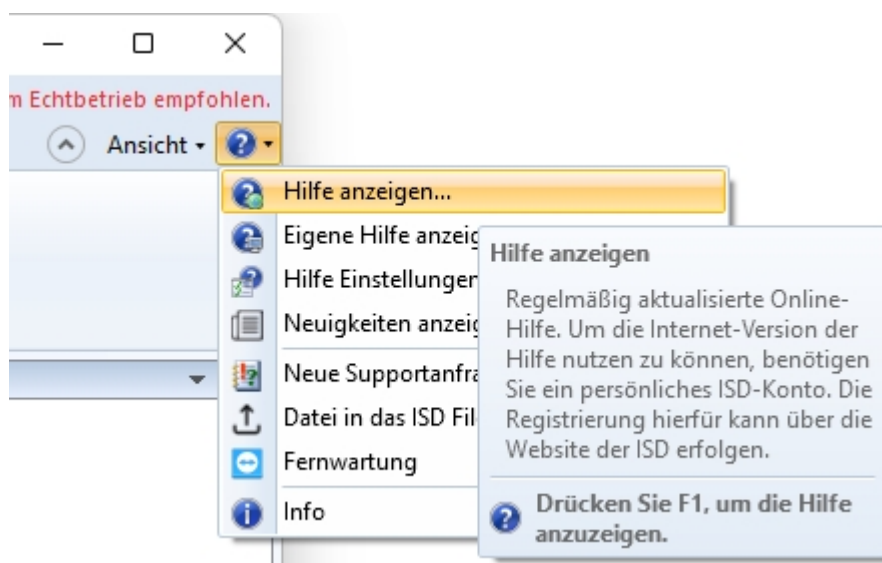 m Echtbetrieb empfohlen.
Ansicht
Hilfe anzeigen...
Eigene Hilfe anzeig
Hilfe Einstellungen
Neuigkeiten anzeig
Neue Supportanfra
Datei in das ISD Fil
Fernwartung
Info
Hilfe anzeigen
Regelmäßig aktualisierte Online-
Hilfe. Um die Internet-Version der
Hilfe nutzen zu können, benötigen
Sie ein persönliches ISD-Konto. Die
Registrierung hierfür kann über die
Website der ISD erfolgen.
Drücken Sie F1, um die Hilfe
anzuzeigen.